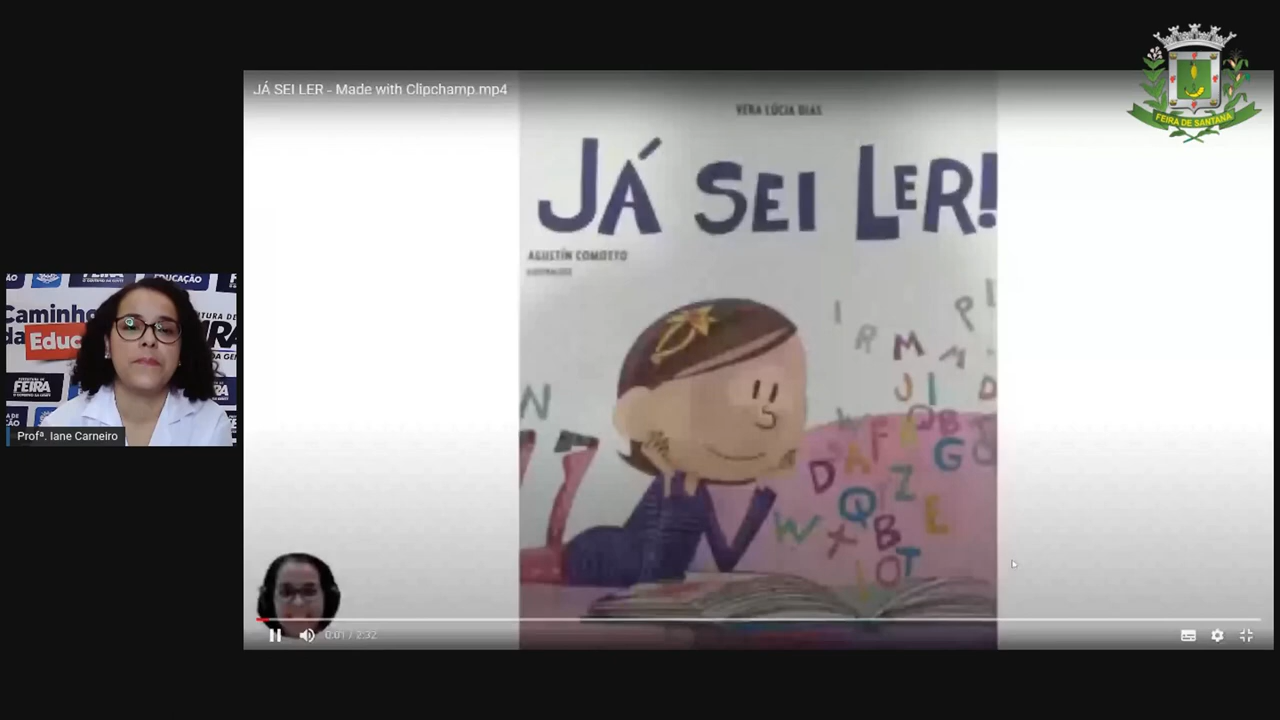 FEIRA DE SANTANA
JÁ SEI LER - Made with Clipchamp.mp4
VERA LÚCIA DIAS
JÁ SEI LER!
AGUSTÍN COMOTTO
FEIRA
EDUCAÇÃO
Caminho
da Educ
FEIRA
Profª. Iane Carneiro
I
P
I
R
M
M
J
I
D
N
B
F
G
D
A
Z
Q
E
W
X
B
T
O
0:01 / 2:32